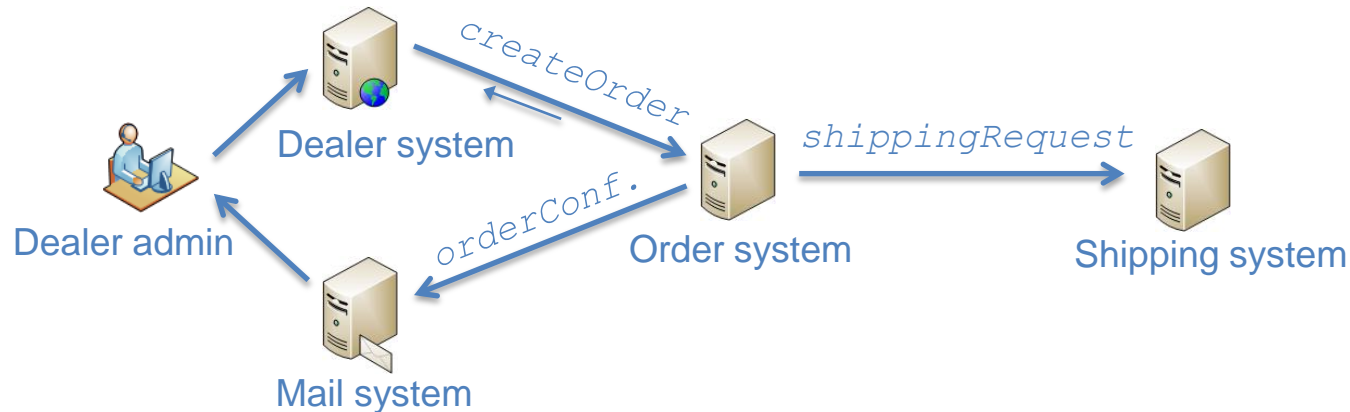 createOrder
Dealer system
shippingRequest
orderConf.
Dealer admin
Order system
Shipping system
Mail system